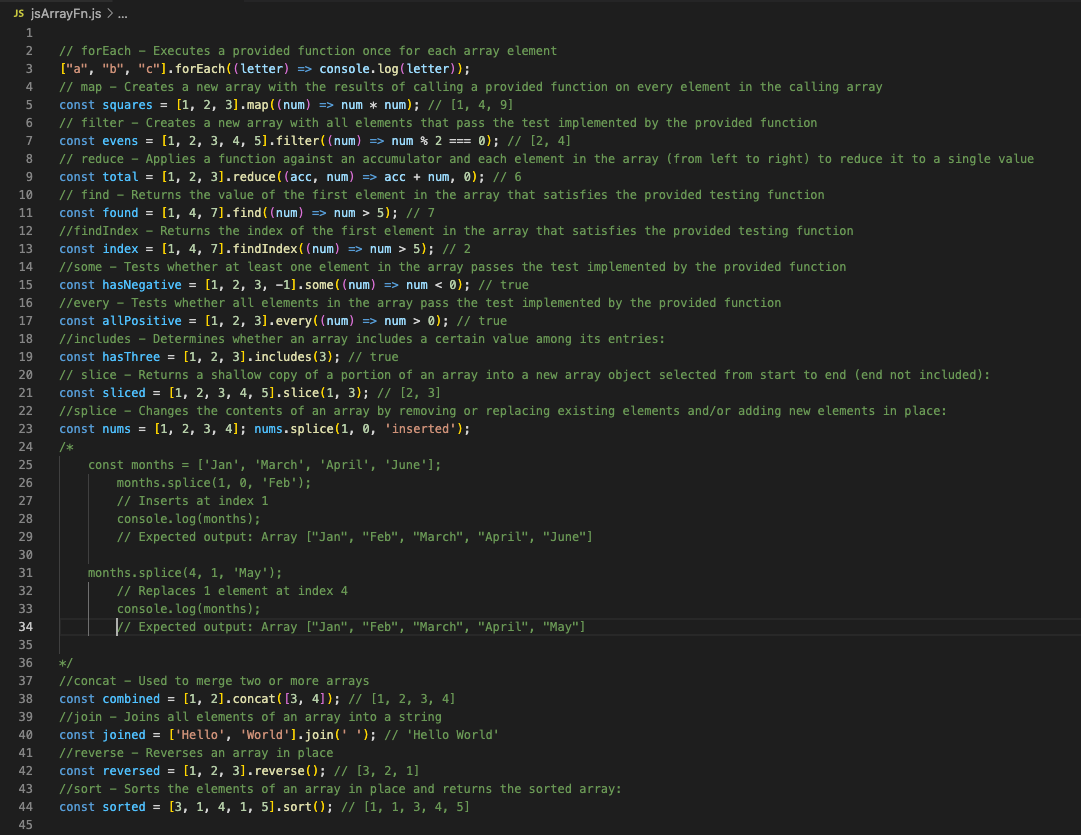 JS jsArrayFn.js > ...
1
2 // forEach – Executes a provided function once for each array element
3 ["a", "b", "c"].forEach((letter) => console.log(letter));
4 // map – Creates a new array with the results of calling a provided function on every element in the calling array
5 const squares = [1, 2, 3].map((num) => num * num); // [1, 4, 9]
6 // filter – Creates a new array with all elements that pass the test implemented by the provided function
7 const evens = [1, 2, 3, 4, 5].filter((num) => num % 2 === 0); // [2, 4]
8 // reduce – Applies a function against an accumulator and each element in the array (from left to right) to reduce it to a single value
9 const total = [1, 2, 3].reduce((acc, num) => acc + num, 0); // 6
10 // find – Returns the value of the first element in the array that satisfies the provided testing function
11 const found = [1, 4, 7].find((num) => num > 5); // 7
12 //findIndex – Returns the index of the first element in the array that satisfies the provided testing function
13 const index = [1, 4, 7].findIndex((num) => num > 5); // 2
14 //some – Tests whether at least one element in the array passes the test implemented by the provided function
15 const hasNegative = [1, 2, 3, -1].some((num) => num < 0); // true
16 //every – Tests whether all elements in the array pass the test implemented by the provided function
17 const allPositive = [1, 2, 3].every((num) => num > 0); // true
18 //includes – Determines whether an array includes a certain value among its entries:
19 const hasThree = [1, 2, 3].includes(3); // true
20 // slice – Returns a shallow copy of a portion of an array into a new array object selected from start to end (end not included):
21 const sliced = [1, 2, 3, 4, 5].slice(1, 3); // [2, 3]
22 //splice – Changes the contents of an array by removing or replacing existing elements and/or adding new elements in place:
23 const nums = [1, 2, 3, 4]; nums.splice(1, 0, 'inserted');
24 /*
25 const months = ['Jan', 'March', 'April', 'June'];
26 months.splice(1, 0, 'Feb');
27 // Inserts at index 1
28 console.log(months);
29 // Expected output: Array ["Jan", "Feb", "March", "April", "June"]
30
31 months.splice(4, 1, 'May');
32 // Replaces 1 element at index 4
33 console.log(months);
34 // Expected output: Array ["Jan", "Feb", "March", "April", "May"]
35
36 */
37 //concat – Used to merge two or more arrays
38 const combined = [1, 2].concat([3, 4]); // [1, 2, 3, 4]
39 //join – Joins all elements of an array into a string
40 const joined = ['Hello', 'World'].join(' '); // 'Hello World'
41 //reverse – Reverses an array in place
42 const reversed = [1, 2, 3].reverse(); // [3, 2, 1]
43 //sort – Sorts the elements of an array in place and returns the sorted array:
44 const sorted = [3, 1, 4, 1, 5].sort(); // [1, 1, 3, 4, 5]
45